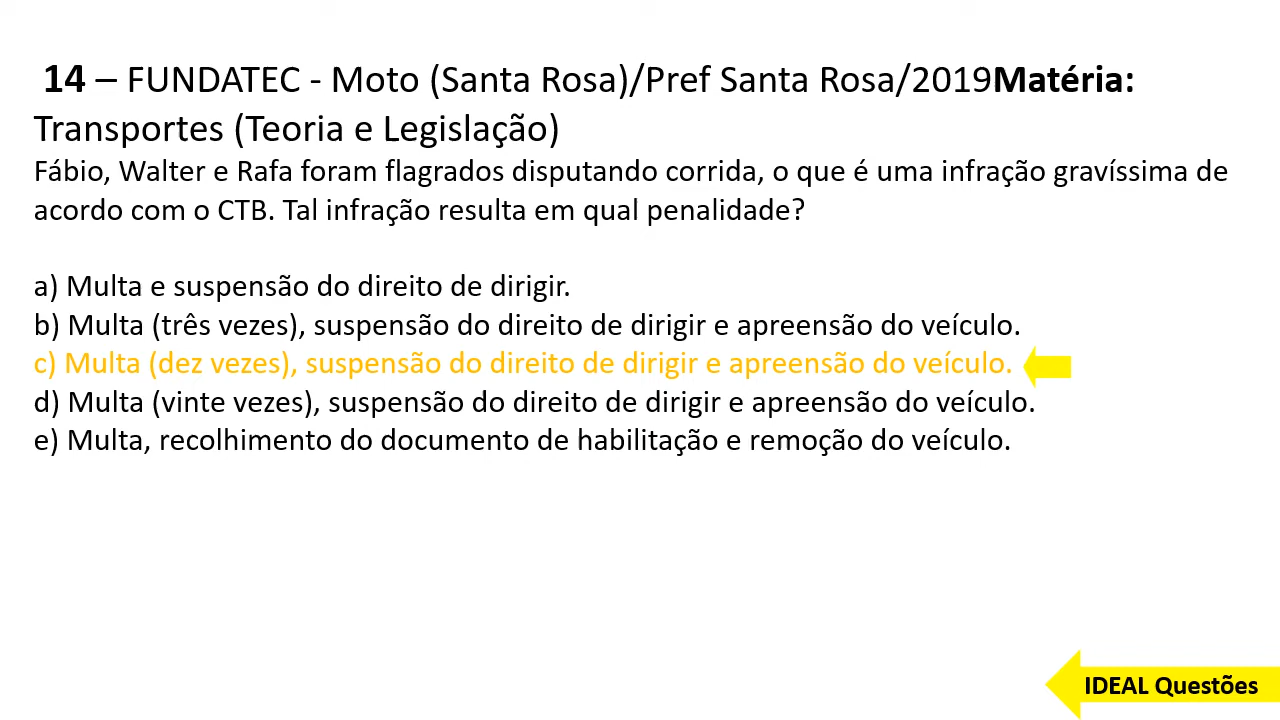 14 – FUNDATEC - Moto (Santa Rosa)/Pref Santa Rosa/2019Matéria:
Transportes (Teoria e Legislação)
Fábio, Walter e Rafa foram flagrados disputando corrida, o que é uma infração gravíssima de
acordo com o CTB. Tal infração resulta em qual penalidade?
a) Multa e suspensão do direito de dirigir.
b) Multa (três vezes), suspensão do direito de dirigir e apreensão do veículo.
c) Multa (dez vezes), suspensão do direito de dirigir e apreensão do veículo.
d) Multa (vinte vezes), suspensão do direito de dirigir e apreensão do veículo.
e) Multa, recolhimento do documento de habilitação e remoção do veículo.
IDEAL Questões